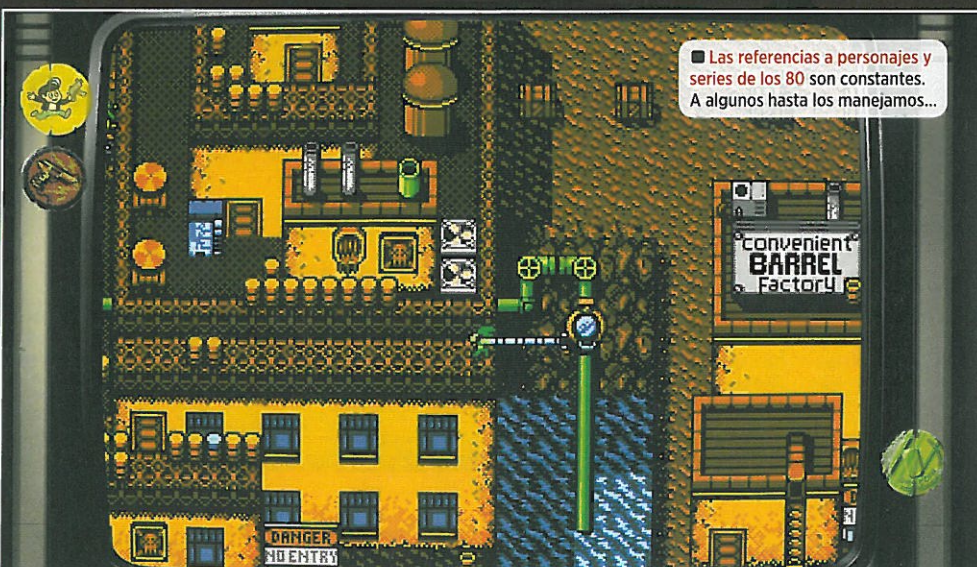 ■ Las referencias a personajes y
series de los 80 son constantes.
A algunos hasta los manejamos...
convenient
BARREL
Factory
DANGER
NO ENTRY